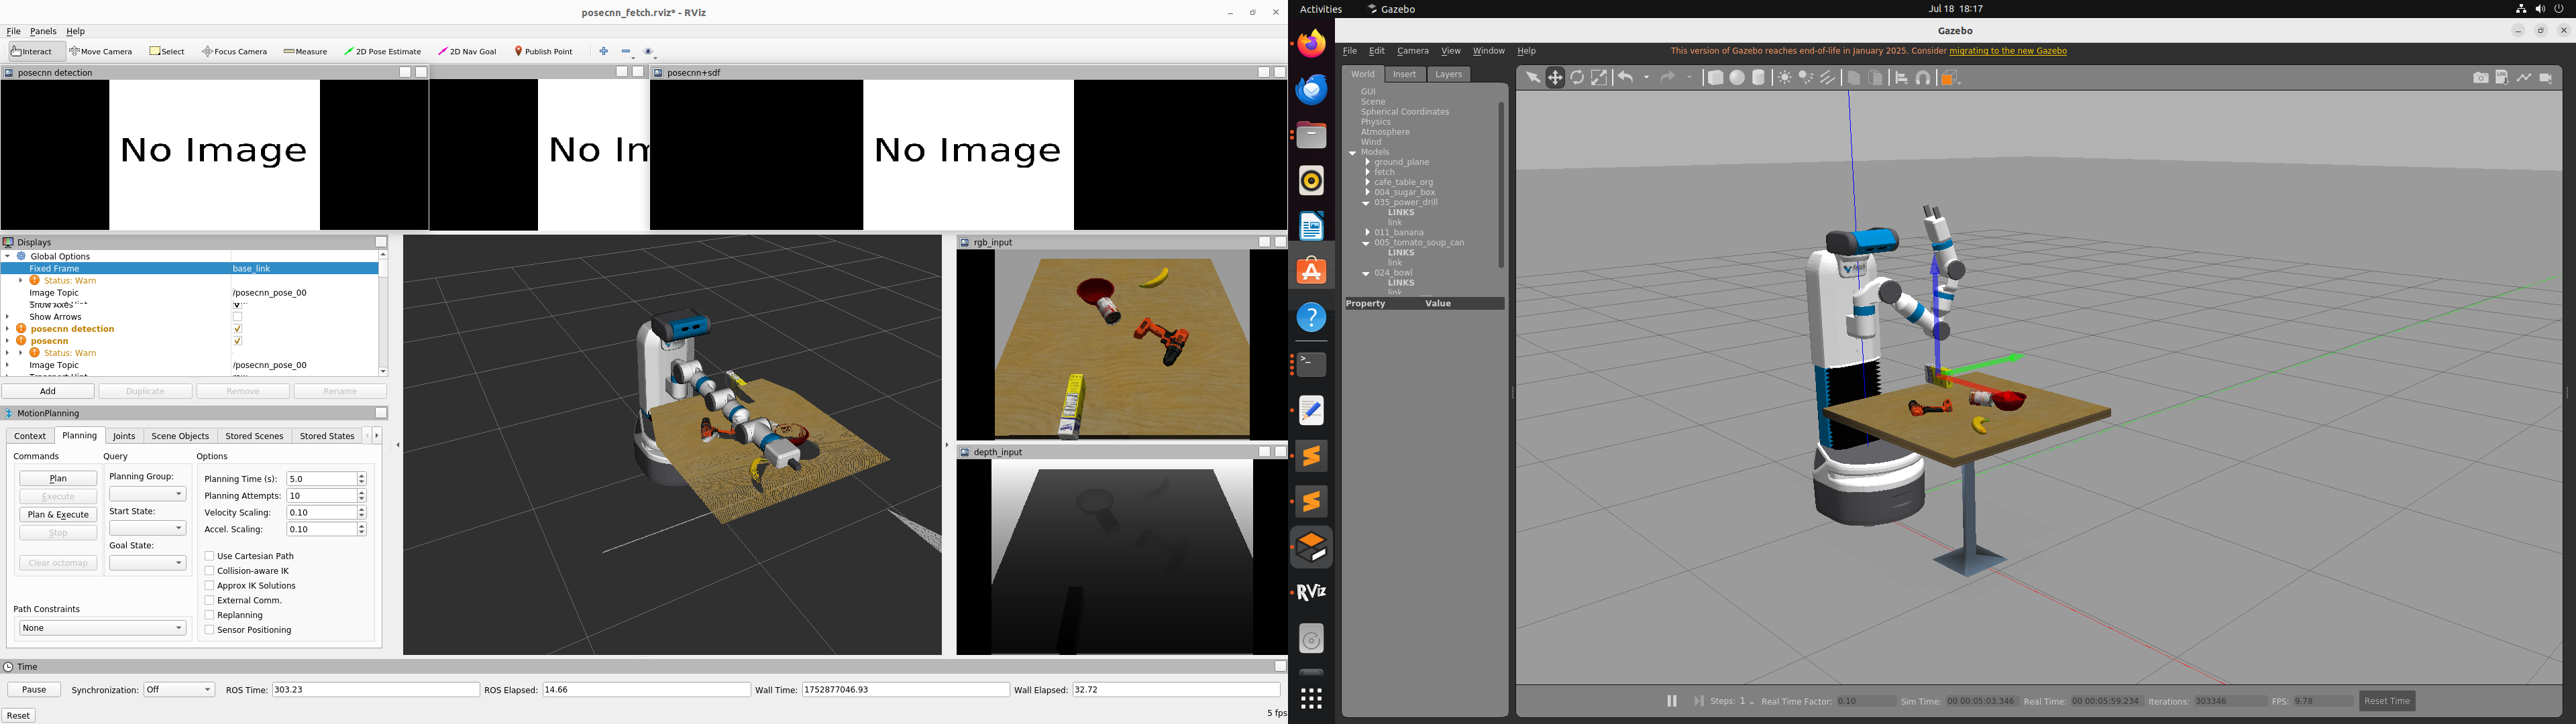 posecnn_fetch.rviz* - RViz
File Panels Help
Interact Move Camera Select Focus Camera Measure 2D Pose Estimate 2D Nav Goal Publish Point
posecnn detection
No Image
No Im
posecnn+sdf
No Image
Displays
Global Options
Fixed Frame base_link
Status: Warn
Image Topic /posecnn_pose_00
Show Arrows
posecnn detection
posecnn
Status: Warn
Image Topic /posecnn_pose_00
Add Duplicate Remove Rename
MotionPlanning
Context Planning Joints Scene Objects Stored Scenes Stored States
Commands Query Options
Plan
Execute
Plan & Execute
Stop
Clear octomap
Planning Group:
Start State:
Goal State:
Planning Time (s): 5.0
Planning Attempts: 10
Velocity Scaling: 0.10
Accel. Scaling: 0.10
Use Cartesian Path
Collision-aware IK
Approx IK Solutions
External Comm.
Replanning
Sensor Positioning
Path Constraints
None
rgb_input
depth_input
Time
Pause Synchronization: Off ROS Time: 303.23 ROS Elapsed: 14.66 Wall Time: 1752877046.93 Wall Elapsed: 32.72
Reset 5 fps
Activities Gazebo Jul 18 18:17
Gazebo
File Edit Camera View Window Help
This version of Gazebo reaches end-of-life in January 2025. Consider migrating to the new Gazebo
World Insert Layers
GUI
Scene
Spherical Coordinates
Physics
Atmosphere
Wind
Models
ground_plane
fetch
cafe_table_org
004_sugar_box
035_power_drill
LINKS
link
011_banana
005_tomato_soup_can
LINKS
link
024_bowl
LINKS
link
Property Value
RViz
Steps: 1 Real Time Factor: 0.10 Sim Time: 00 00:05:03.346 Real Time: 00 00:05:59.234 Iterations: 303346 FPS: 9.78 Reset Time